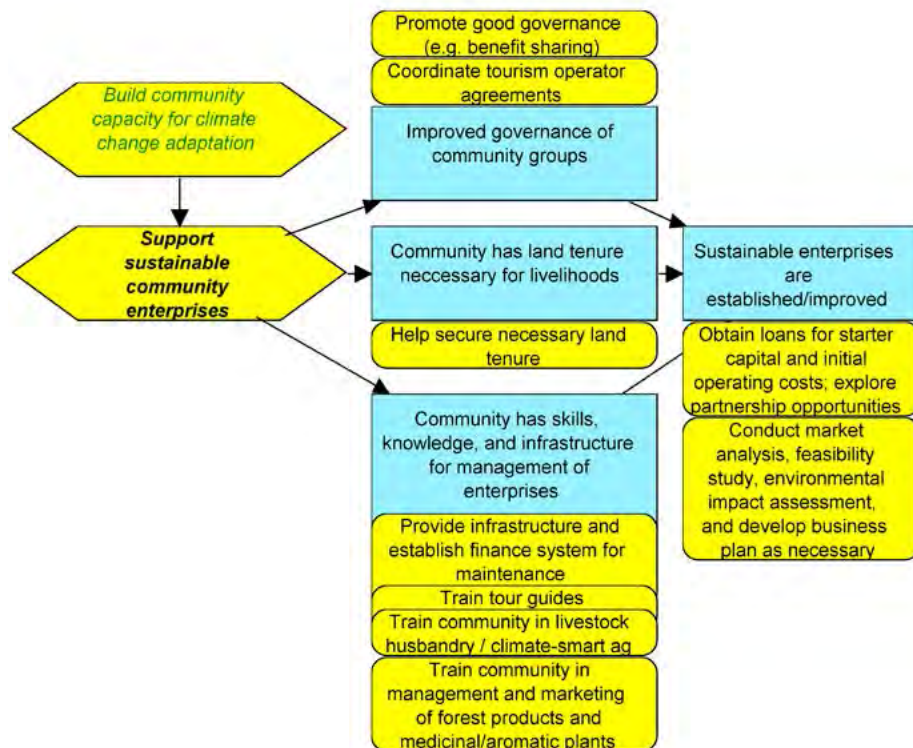 Promote good governance
(e.g. benefit sharing)
Coordinate tourism operator
agreements
Build community
capacity for climate
change adaptation
Improved governance of
community groups
Support
sustainable
community
enterprises
Community has land tenure
neccessary for livelihoods
Help secure necessary land
tenure
Sustainable enterprises
are
established/improved
Obtain loans for starter
capital and initial
operating costs; explore
partnership opportunities
Conduct market
analysis, feasibility
study, environmental
impact assessment,
and develop business
plan as necessary
Community has skills,
knowledge, and infrastructure
for management of
enterprises
Provide infrastructure and
establish finance system for
maintenance
Train tour guides
Train community in livestock
husbandry / climate-smart ag
Train community in
management and marketing
of forest products and
medicinal/aromatic plants